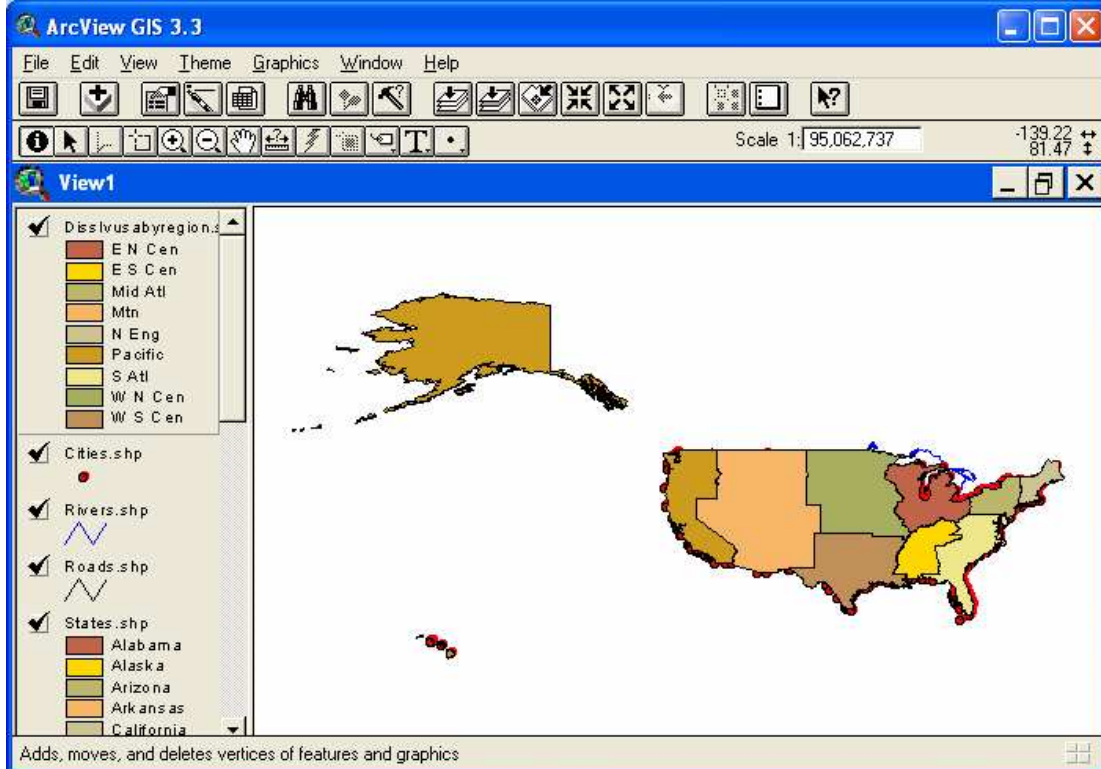 ArcView GIS 3.3
File Edit View Theme Graphics Window Help
Scale 1: 95,062,737
-139.22
81.47
View1
Disslvusabyregion.s
E N Cen
E S Cen
Mid Atl
Mtn
N Eng
Pacific
S Atl
W N Cen
W S Cen
Cities.shp
Rivers.shp
Roads.shp
States.shp
Alabama
Alaska
Arizona
Arkansas
California
Adds, moves, and deletes vertices of features and graphics